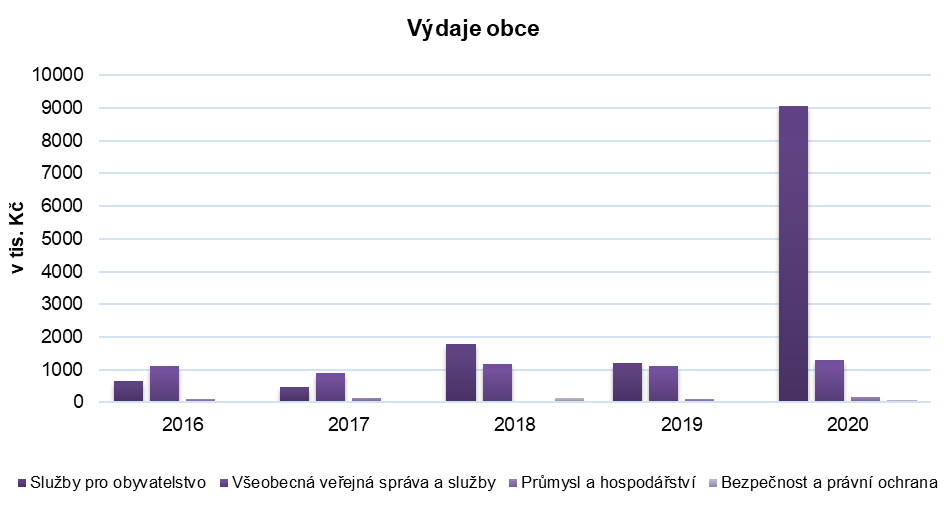 Výdaje obce
v tis. Kč
10000
9000
8000
7000
6000
5000
4000
3000
2000
1000
0
2016 2017 2018 2019 2020
Služby pro obyvatelstvo Všeobecná veřejná správa a služby Průmysl a hospodářství Bezpečnost a právní ochrana